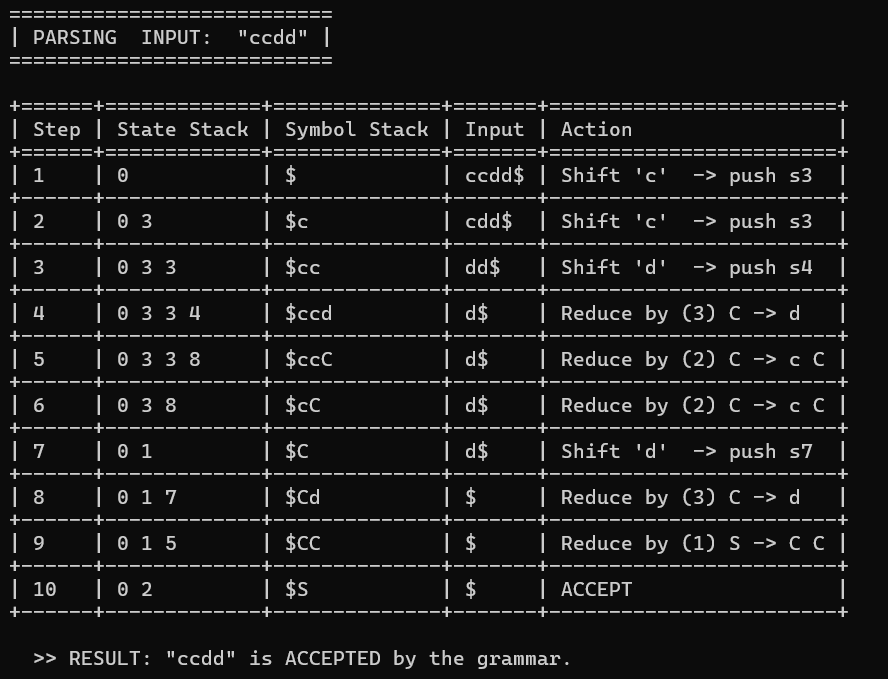 ===========================
| PARSING  INPUT:  "ccdd" |
===========================
+======+=============+==============+=======+========================+
| Step | State Stack | Symbol Stack | Input | Action                 |
+======+=============+==============+=======+========================+
| 1    | 0           | $            | ccdd$ | Shift 'c'  -> push s3  |
+------+-------------+--------------+-------+------------------------+
| 2    | 0 3         | $c           | cdd$  | Shift 'c'  -> push s3  |
+------+-------------+--------------+-------+------------------------+
| 3    | 0 3 3       | $cc          | dd$   | Shift 'd'  -> push s4  |
+------+-------------+--------------+-------+------------------------+
| 4    | 0 3 3 4     | $ccd         | d$    | Reduce by (3) C -> d   |
+------+-------------+--------------+-------+------------------------+
| 5    | 0 3 3 8     | $ccC         | d$    | Reduce by (2) C -> c C |
+------+-------------+--------------+-------+------------------------+
| 6    | 0 3 8       | $cC          | d$    | Reduce by (2) C -> c C |
+------+-------------+--------------+-------+------------------------+
| 7    | 0 1         | $C           | d$    | Shift 'd'  -> push s7  |
+------+-------------+--------------+-------+------------------------+
| 8    | 0 1 7       | $Cd          | $     | Reduce by (3) C -> d   |
+------+-------------+--------------+-------+------------------------+
| 9    | 0 1 5       | $CC          | $     | Reduce by (1) S -> C C |
+------+-------------+--------------+-------+------------------------+
| 10   | 0 2         | $S           | $     | ACCEPT                 |
+------+-------------+--------------+-------+------------------------+
>> RESULT: "ccdd" is ACCEPTED by the grammar.